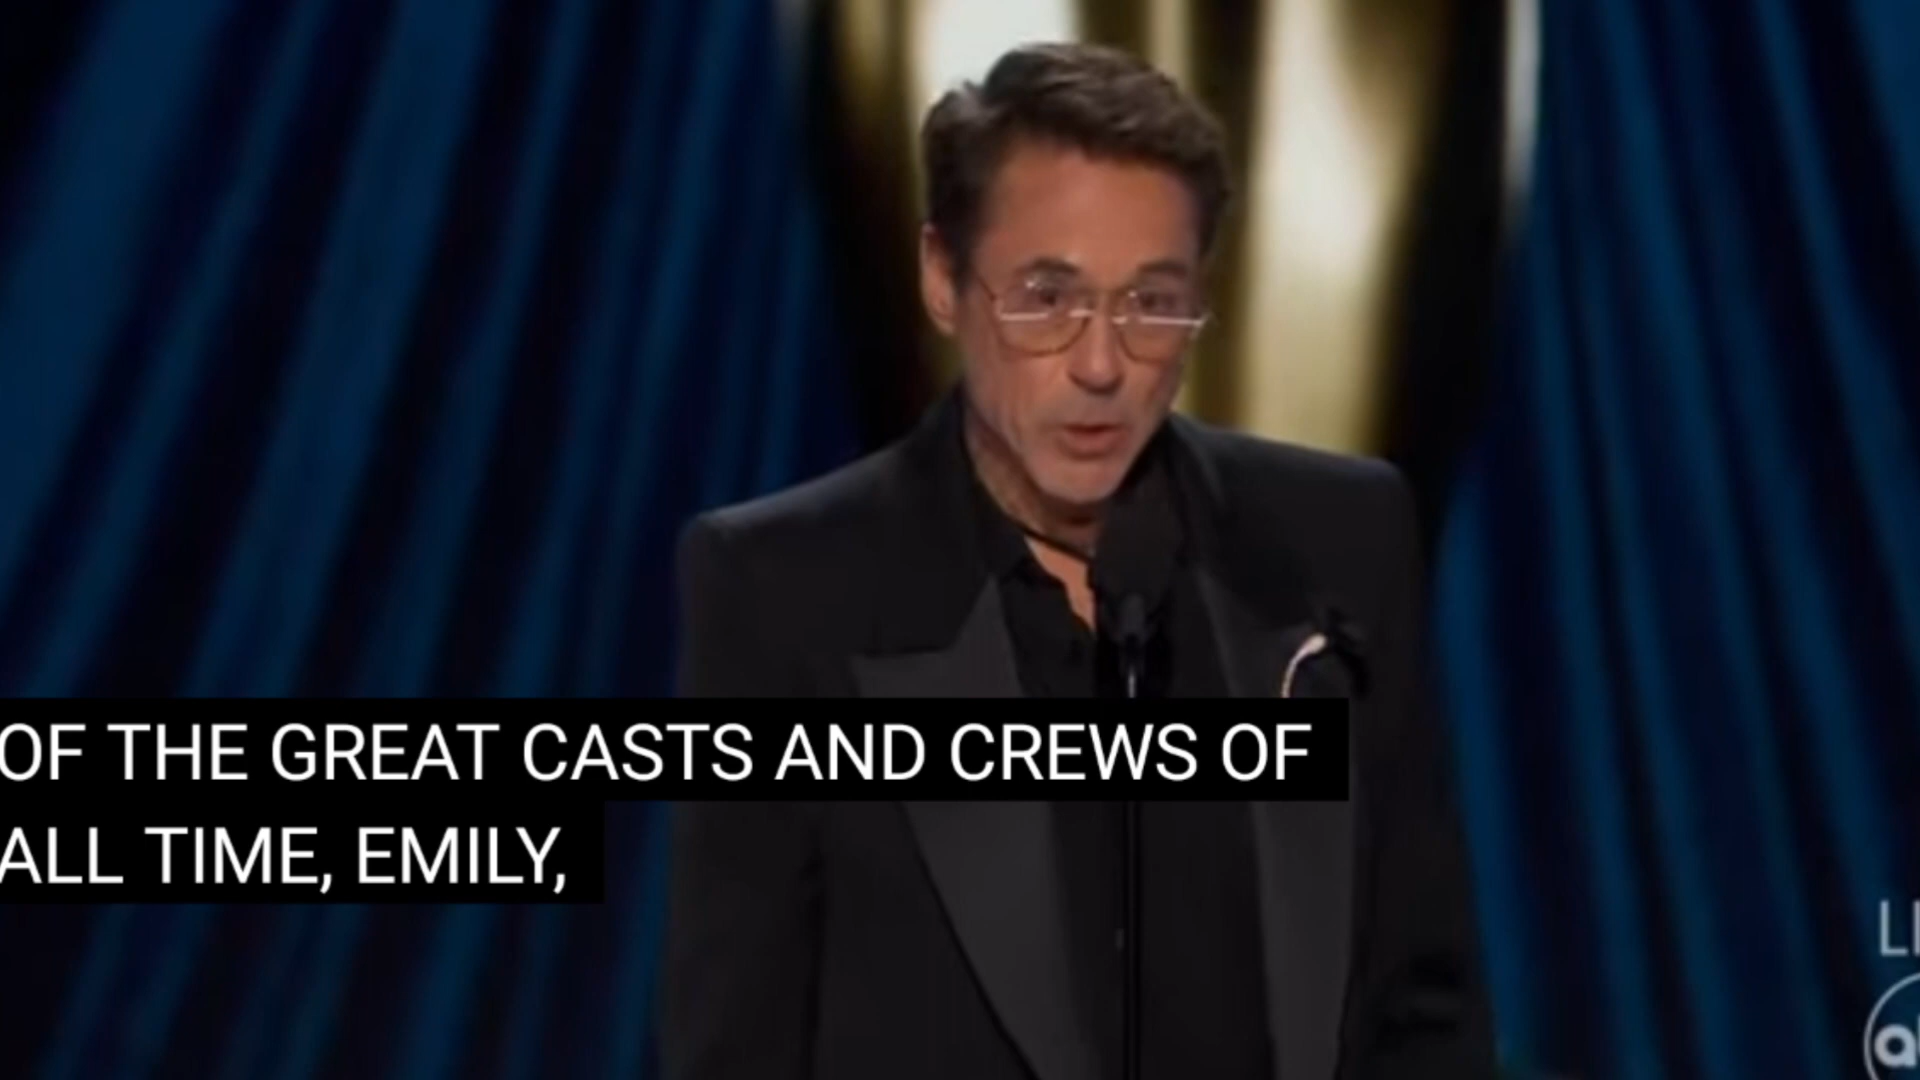 OF THE GREAT CASTS AND CREWS OF
ALL TIME, EMILY,